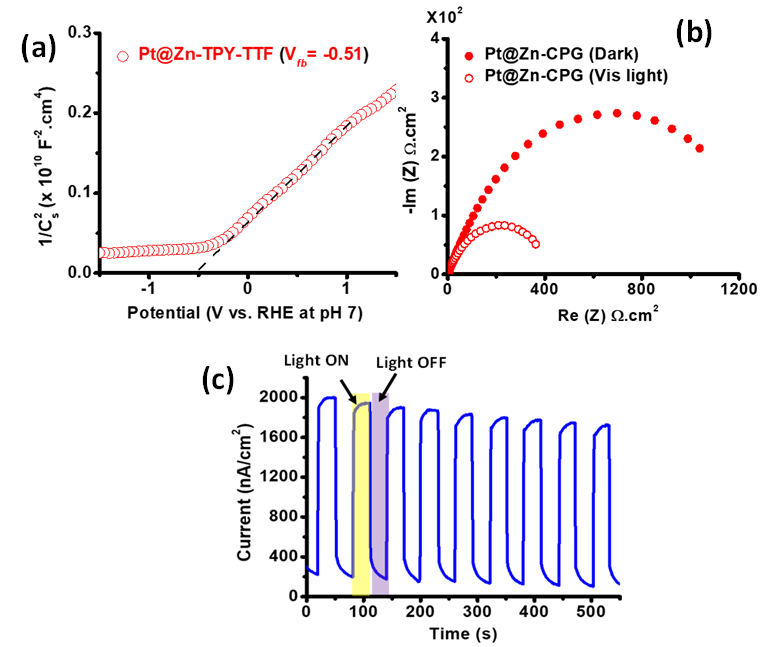 (a)
Pt@Zn-TPY-TTF (Vfb= -0.51)
0.3
0.2
0.1
0.0
1/Cs2 (x 1010 F-2.cm4)
-1
0
1
Potential (V vs. RHE at pH 7)
X102
(b)
Pt@Zn-CPG (Dark)
Pt@Zn-CPG (Vis light)
4
3
2
1
0
-Im (Z) Ω.cm2
0
400
800
1200
Re (Z) Ω.cm2
(c)
Light ON
Light OFF
2000
1600
1200
800
400
0
Current (nA/cm2)
0
100
200
300
400
500
Time (s)